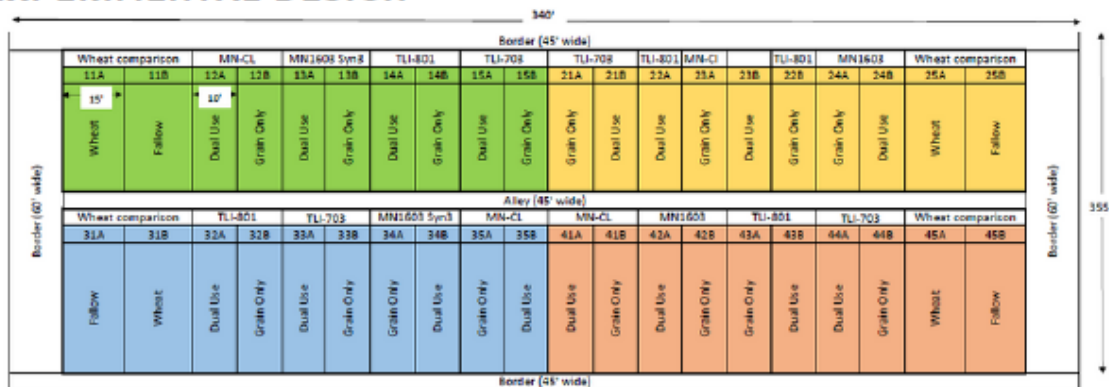 340'
Border (45' wide)
Wheat comparison MN-CL MN1603 Syn3 TLI-801 TLI-703 TLI-703 TLI-801 MN-Cl TLI-801 MN1603 Wheat comparison
11A 11B 12A 12B 13A 13B 14A 14B 15A 15B 21A 21B 22A 23A 23B 22B 24A 24B 25A 25B
15' 10'
Wheat Fallow Dual Use Grain Only Dual Use Grain Only Dual Use Grain Only Dual Use Grain Only Grain Only Dual Use Dual Use Dual Use Grain Only Grain Only Grain Only Dual Use Wheat Fallow
Border (60' wide)
Alley (45' wide)
Border (60' wide)
355
Wheat comparison TLI-801 TLI-703 MN1603 Syn3 MN-CL MN-CL MN1603 TLI-801 TLI-703 Wheat comparison
31A 31B 32A 32B 33A 33B 34A 34B 35A 35B 41A 41B 42A 42B 43A 43B 44A 44B 45A 45B
Fallow Wheat Dual Use Grain Only Dual Use Grain Only Grain Only Dual Use Grain Only Dual Use Dual Use Grain Only Dual Use Grain Only Dual Use Grain Only Dual Use Grain Only Wheat Fallow
Border (45' wide)